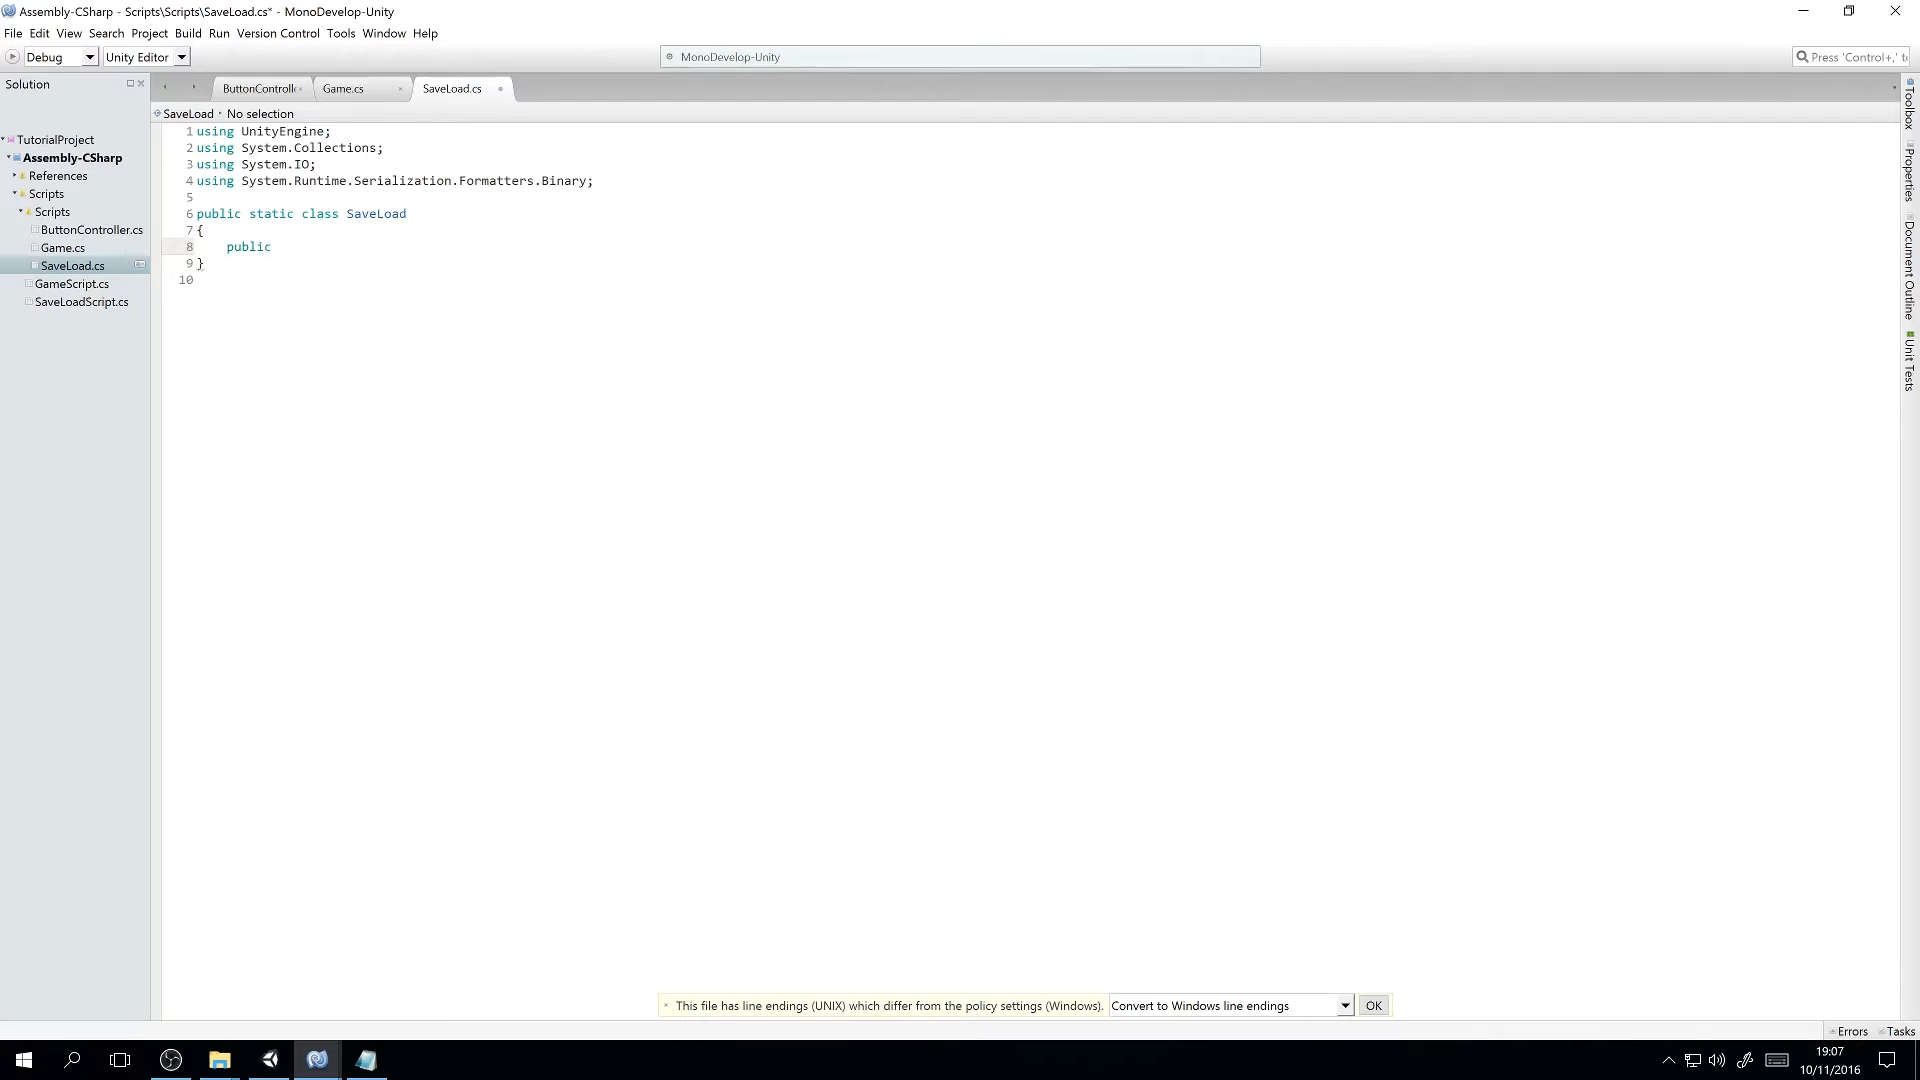 Assembly-CSharp - Scripts\Scripts\SaveLoad.cs* - MonoDevelop-Unity
File Edit View Search Project Build Run Version Control Tools Window Help
Debug Unity Editor MonoDevelop-Unity Press 'Control+,' t
Solution
ButtonControlle Game.cs SaveLoad.cs
SaveLoad No selection
TutorialProject
Assembly-CSharp
References
Scripts
Scripts
ButtonController.cs
Game.cs
SaveLoad.cs
GameScript.cs
SaveLoadScript.cs
1 using UnityEngine;
2 using System.Collections;
3 using System.IO;
4 using System.Runtime.Serialization.Formatters.Binary;
5
6 public static class SaveLoad
7 {
8 public
9 }
10
Toolbox
Properties
Document Outline
Unit Tests
This file has line endings (UNIX) which differ from the policy settings (Windows). Convert to Windows line endings OK
Errors Tasks
19:07
10/11/2016